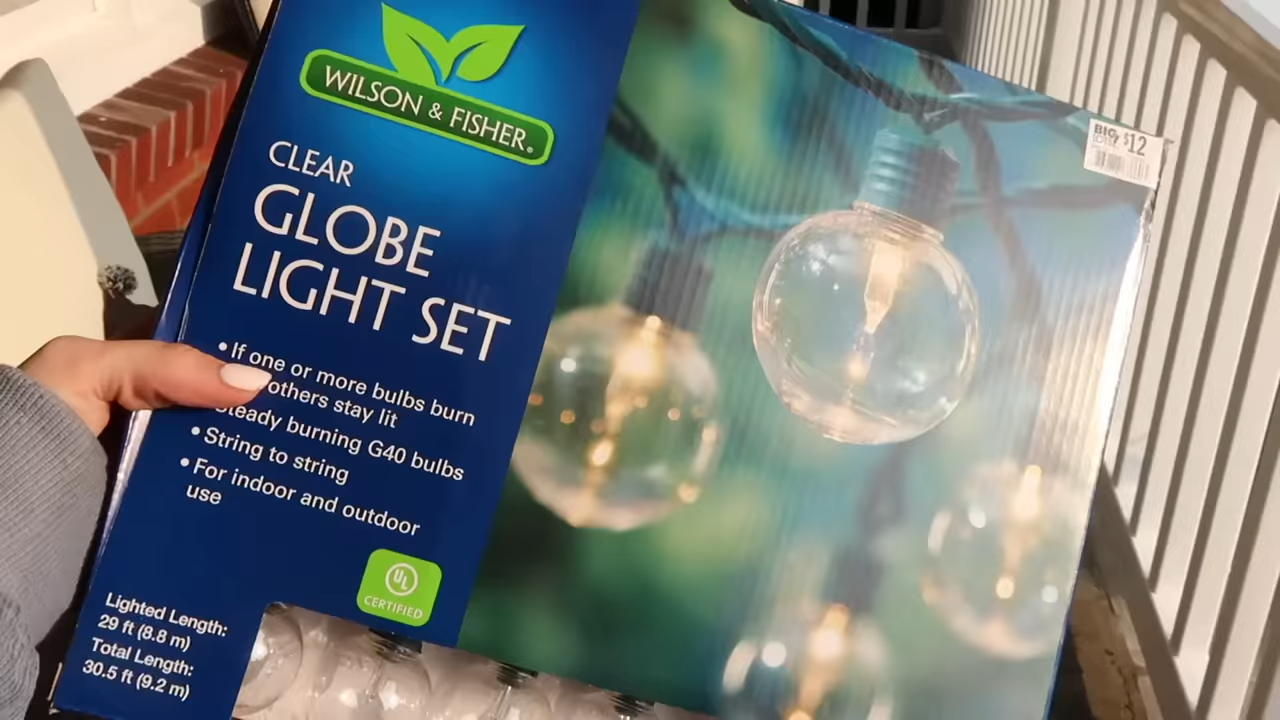 WILSON & FISHER®
CLEAR
GLOBE
LIGHT SET
• If one or more bulbs burn
others stay lit
steady burning G40 bulbs
• String to string
• For indoor and outdoor
use
UL
CERTIFIED
Lighted Length:
29 ft (8.8 m)
Total Length:
30.5 ft (9.2 m)
BIG LOTS! $12